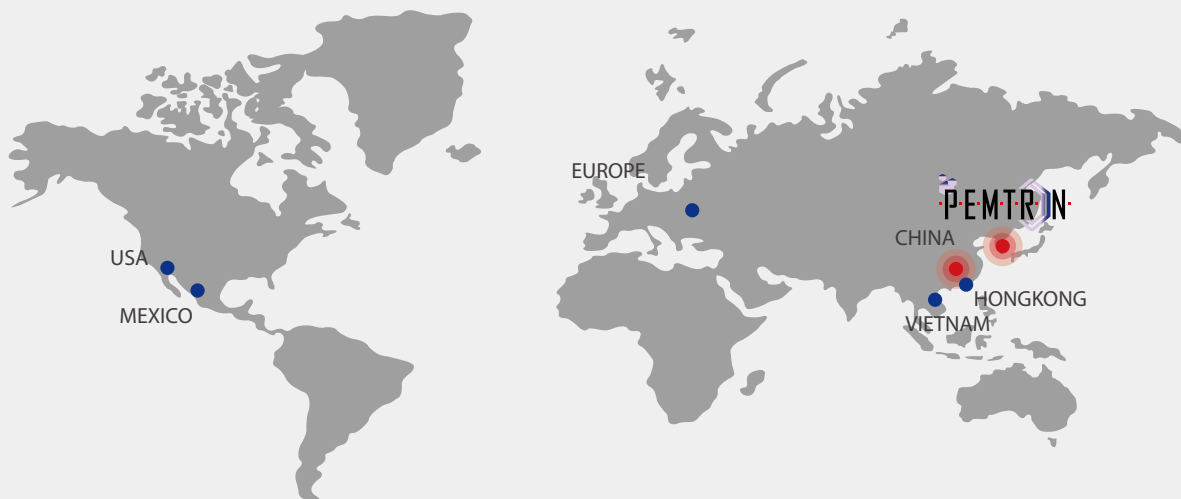 EUROPE
PEMTRON
CHINA
USA
HONGKONG
MEXICO
VIETNAM